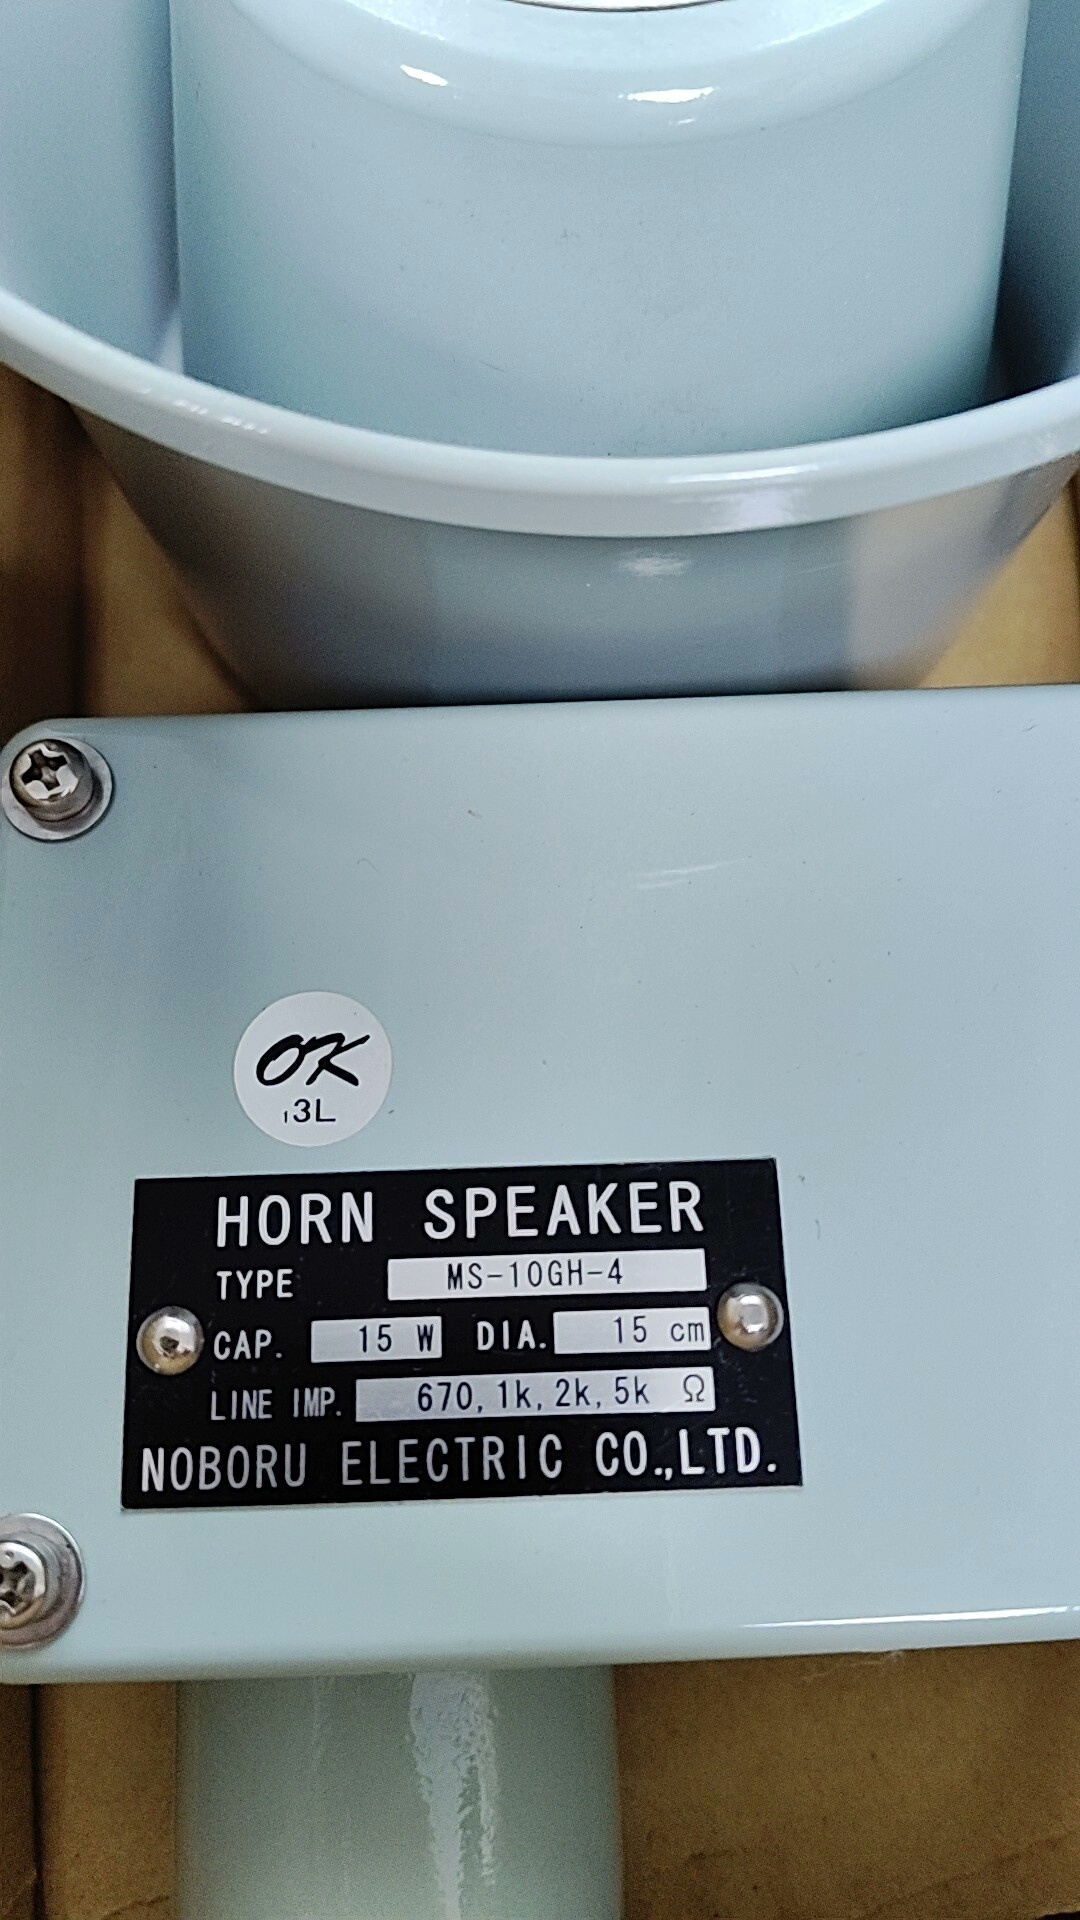 OK
13L
HORN SPEAKER
TYPE MS-10GH-4
CAP. 15 W DIA. 15 cm
LINE IMP. 670, 1k, 2k, 5k Ω
NOBORU ELECTRIC CO.,LTD.